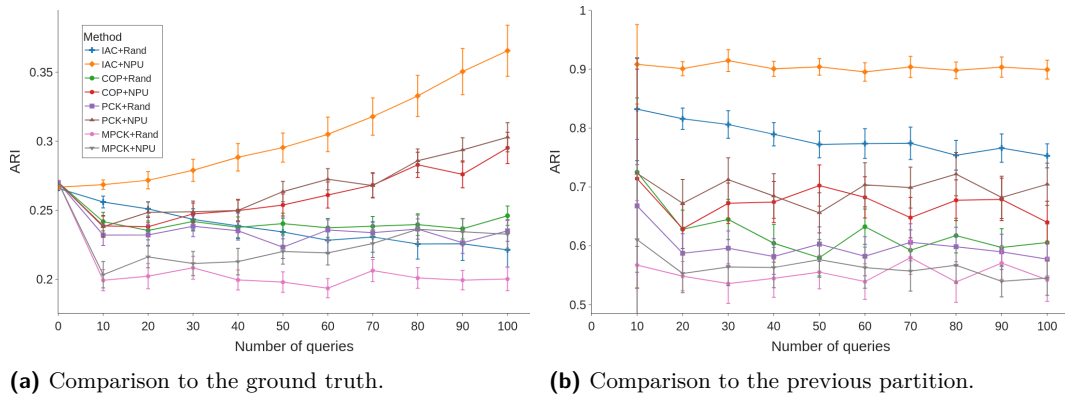 Method
IAC+Rand
IAC+NPU
COP+Rand
COP+NPU
PCK+Rand
PCK+NPU
MPCK+Rand
MPCK+NPU
ARI
0.35
0.3
0.25
0.2
0 10 20 30 40 50 60 70 80 90 100
Number of queries
(a) Comparison to the ground truth.
ARI
1
0.9
0.8
0.7
0.6
0.5
0 10 20 30 40 50 60 70 80 90 100
Number of queries
(b) Comparison to the previous partition.